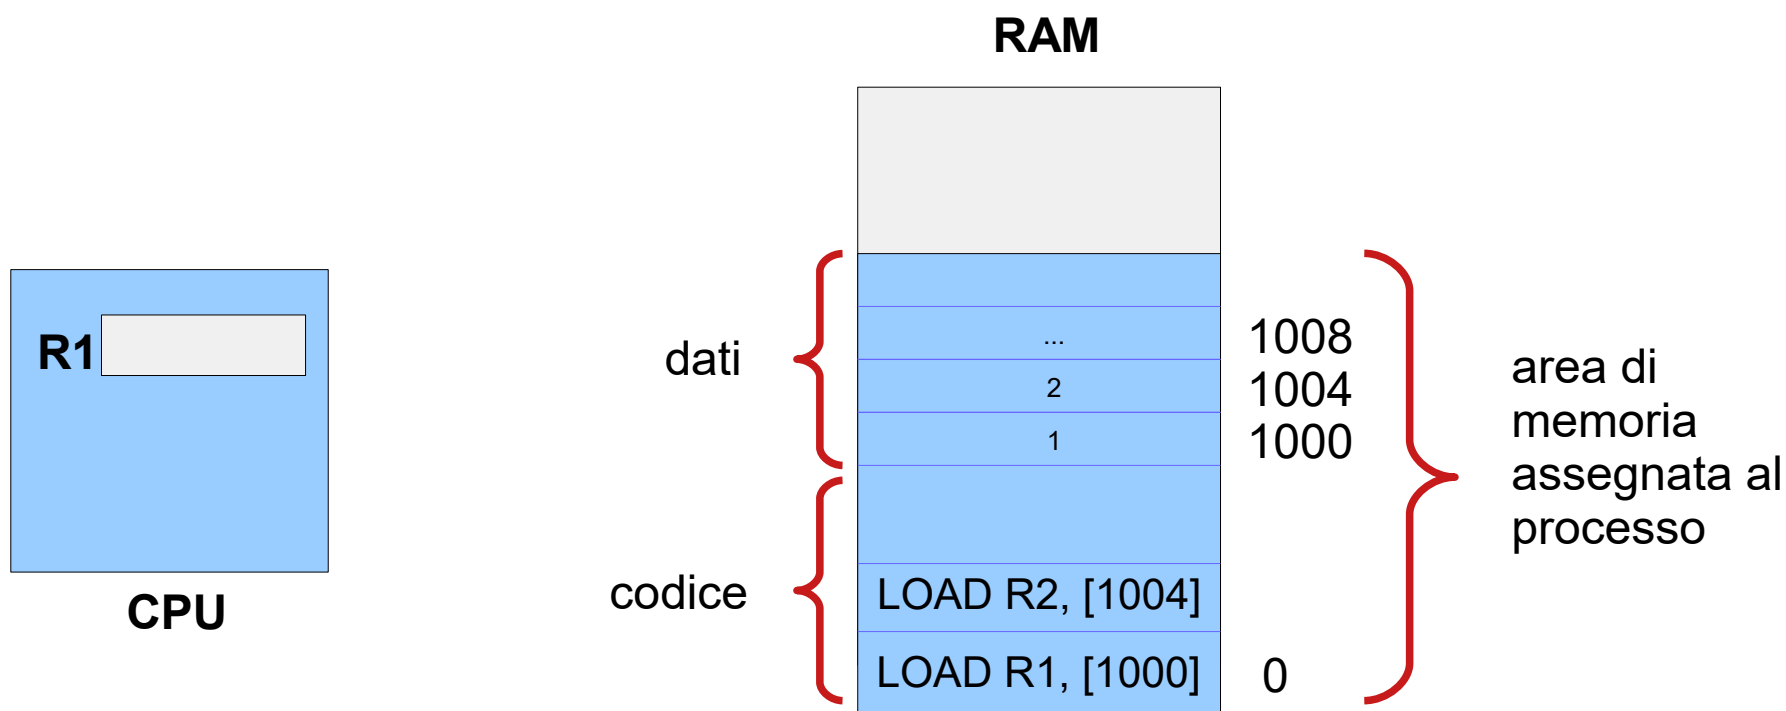 RAM
R1
CPU
dati
codice
...
2
1
LOAD R2, [1004]
LOAD R1, [1000]
1008
1004
1000
0
area di
memoria
assegnata al
processo